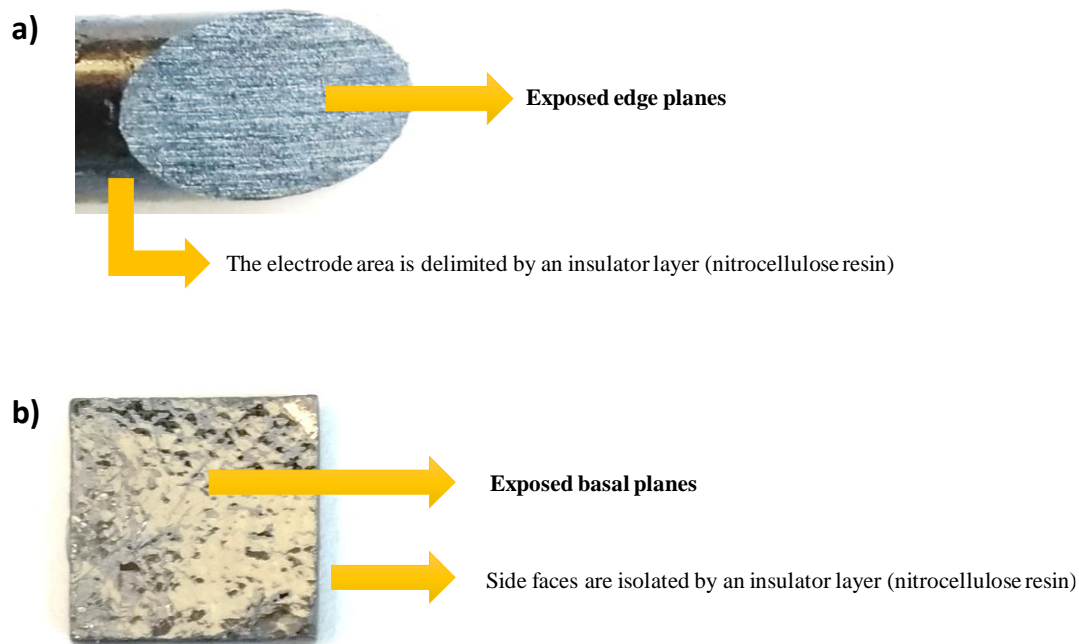 a)
Exposed edge planes
The electrode area is delimited by an insulator layer (nitrocellulose resin)
b)
Exposed basal planes
Side faces are isolated by an insulator layer (nitrocellulose resin)